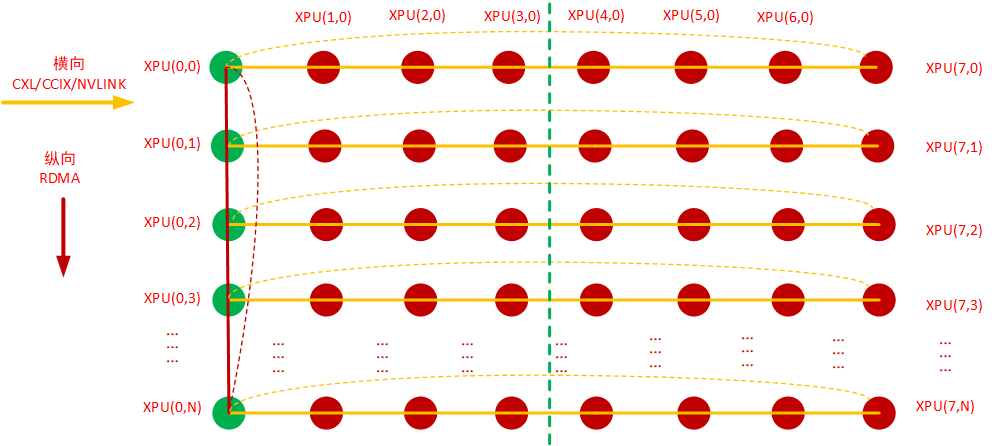 XPU(1,0) XPU(2,0) XPU(3,0) XPU(4,0) XPU(5,0) XPU(6,0)
XPU(0,0) XPU(7,0)
横向
CXL/CCIX/NVLINK
XPU(0,1) XPU(7,1)
纵向
RDMA
XPU(0,2) XPU(7,2)
XPU(0,3) XPU(7,3)
... ... ... ... ... ... ... ... ...
... ... ... ... ... ... ... ... ...
... ... ... ... ... ... ... ... ...
XPU(0,N) XPU(7,N)